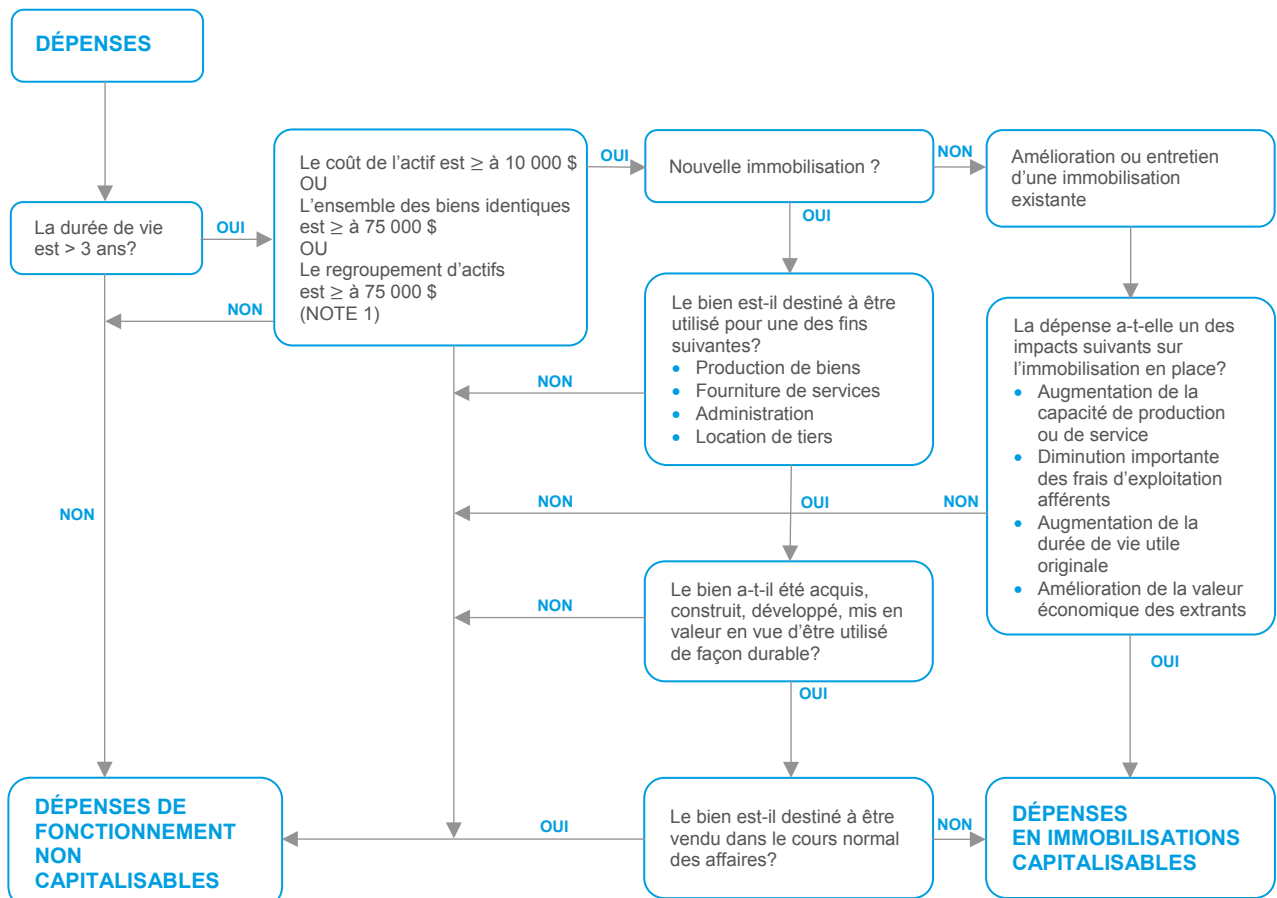 DÉPENSES
La durée de vie
est > 3 ans?
OUI
NON
Le coût de l'actif est ≥ à 10 000 $
OU
L'ensemble des biens identiques
est ≥ à 75 000 $
OU
Le regroupement d'actifs
est ≥ à 75 000 $
(NOTE 1)
OUI
NON
Nouvelle immobilisation ?
NON
OUI
Amélioration ou entretien
d'une immobilisation
existante
Le bien est-il destiné à être
utilisé pour une des fins
suivantes?
• Production de biens
• Fourniture de services
• Administration
• Location de tiers
NON
OUI
La dépense a-t-elle un des
impacts suivants sur
l'immobilisation en place?
• Augmentation de la
capacité de production
ou de service
• Diminution importante
des frais d'exploitation
afférents
• Augmentation de la
durée de vie utile
originale
• Amélioration de la valeur
économique des extrants
NON
NON
OUI
Le bien a-t-il été acquis,
construit, développé, mis en
valeur en vue d'être utilisé
de façon durable?
NON
OUI
Le bien est-il destiné à être
vendu dans le cours normal
des affaires?
OUI
NON
DÉPENSES DE
FONCTIONNEMENT
NON
CAPITALISABLES
DÉPENSES
EN IMMOBILISATIONS
CAPITALISABLES